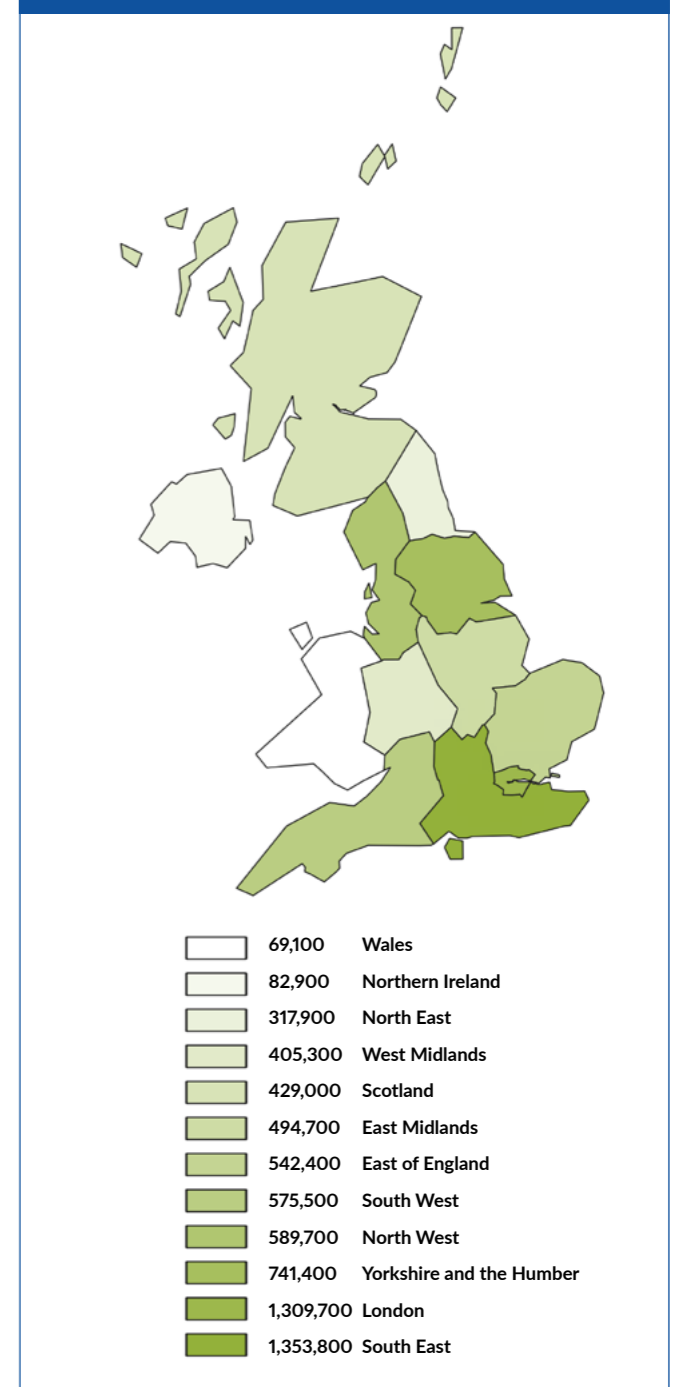 69,100 Wales
82,900 Northern Ireland
317,900 North East
405,300 West Midlands
429,000 Scotland
494,700 East Midlands
542,400 East of England
575,500 South West
589,700 North West
741,400 Yorkshire and the Humber
1,309,700 London
1,353,800 South East